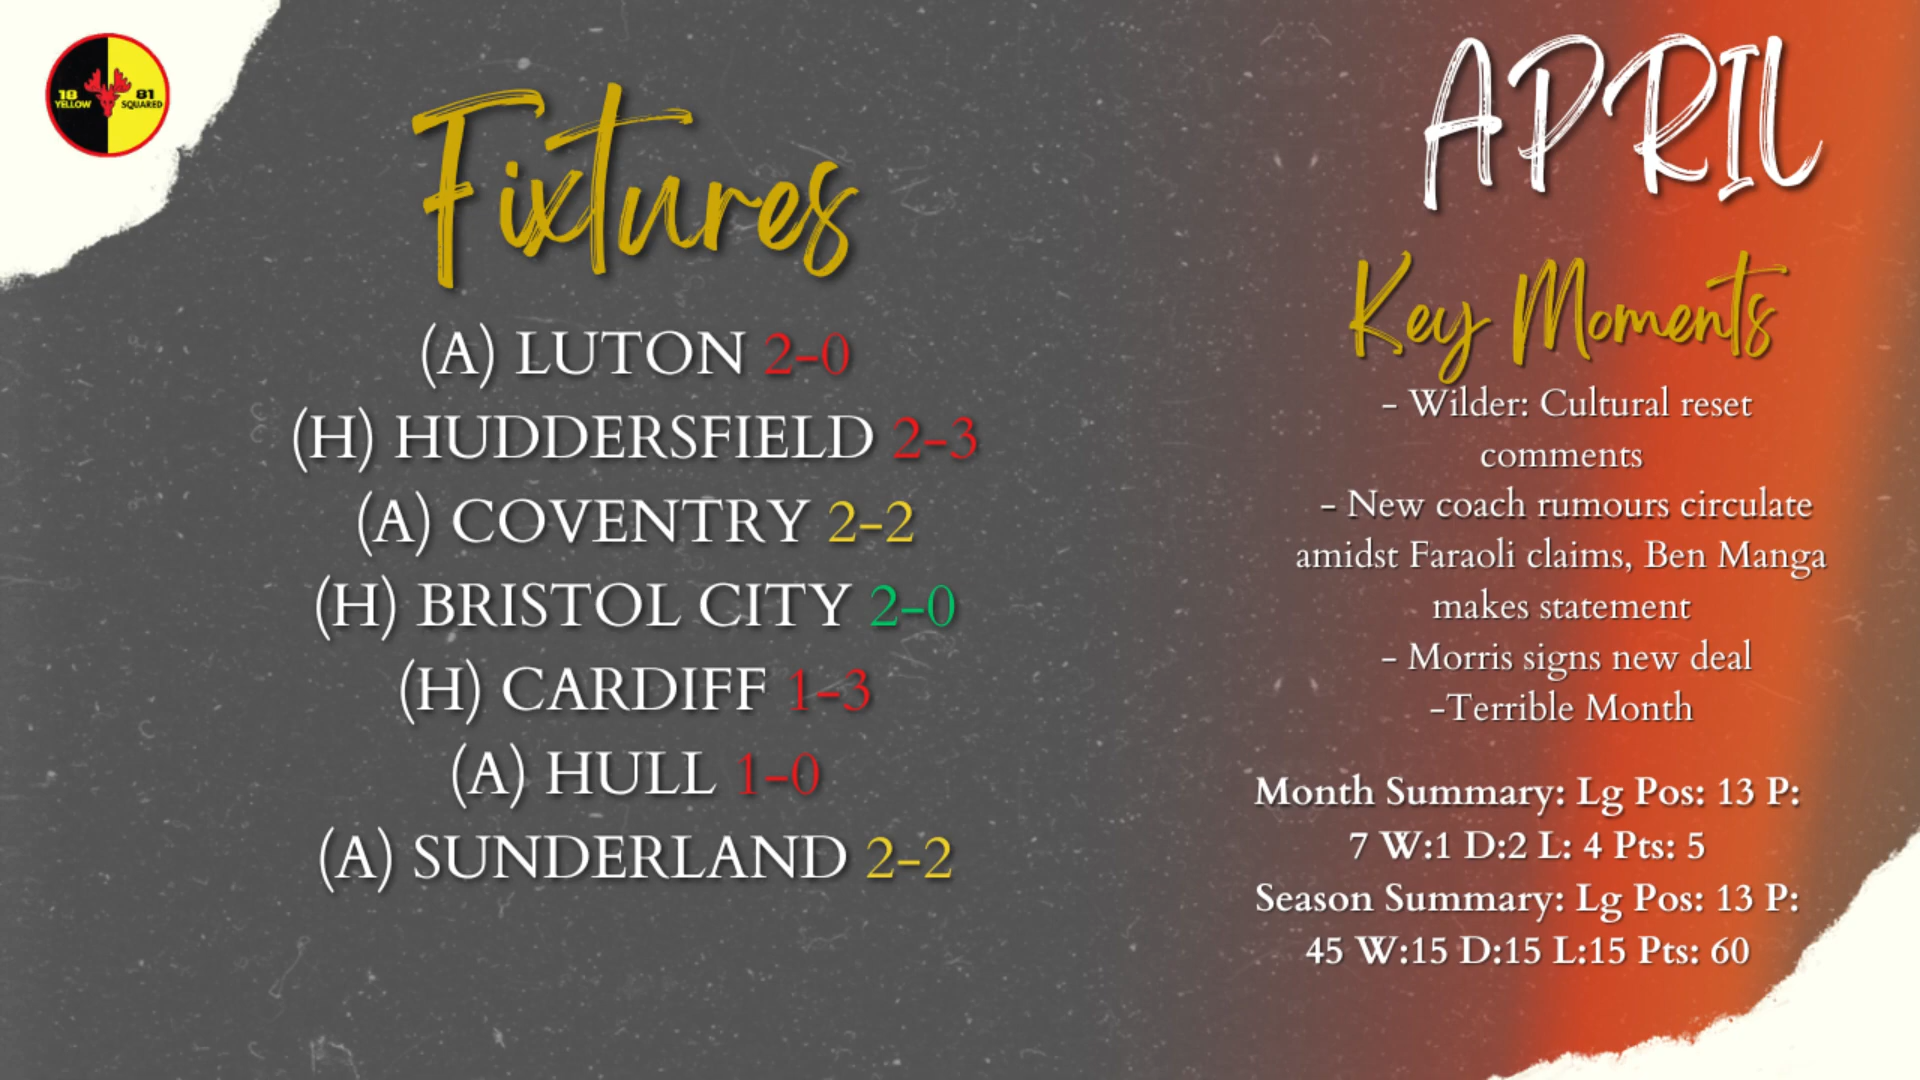 18 81
YELLOW SQUARED
Fixtures
(A) LUTON 2-0
(H) HUDDERSFIELD 2-3
(A) COVENTRY 2-2
(H) BRISTOL CITY 2-0
(H) CARDIFF 1-3
(A) HULL 1-0
(A) SUNDERLAND 2-2
APRIL
Key Moments
- Wilder: Cultural reset
comments
- New coach rumours circulate
amidst Faraoli claims, Ben Manga
makes statement
- Morris signs new deal
-Terrible Month
Month Summary: Lg Pos: 13 P:
7 W:1 D:2 L: 4 Pts: 5
Season Summary: Lg Pos: 13 P:
45 W:15 D:15 L:15 Pts: 60